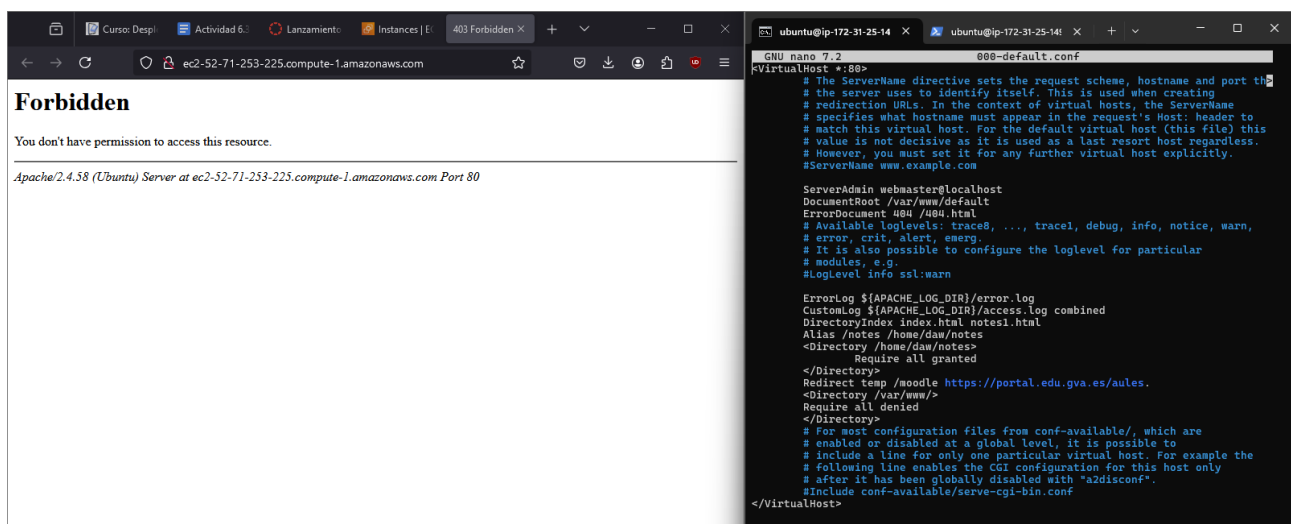 Curso: Despl
Actividad 6.3
Lanzamiento
Instances | EC
403 Forbidden
ec2-52-71-253-225.compute-1.amazonaws.com
Forbidden
You don't have permission to access this resource.
Apache/2.4.58 (Ubuntu) Server at ec2-52-71-253-225.compute-1.amazonaws.com Port 80
ubuntu@ip-172-31-25-14
ubuntu@ip-172-31-25-149
GNU nano 7.2 000-default.conf
<VirtualHost *:80>
# The ServerName directive sets the request scheme, hostname and port th>
# the server uses to identify itself. This is used when creating
# redirection URLs. In the context of virtual hosts, the ServerName
# specifies what hostname must appear in the request's Host: header to
# match this virtual host. For the default virtual host (this file) this
# value is not decisive as it is used as a last resort host regardless.
# However, you must set it for any further virtual host explicitly.
#ServerName www.example.com
ServerAdmin webmaster@localhost
DocumentRoot /var/www/default
ErrorDocument 404 /404.html
# Available loglevels: trace8, ..., trace1, debug, info, notice, warn,
# error, crit, alert, emerg.
# It is also possible to configure the loglevel for particular
# modules, e.g.
#LogLevel info ssl:warn
ErrorLog ${APACHE_LOG_DIR}/error.log
CustomLog ${APACHE_LOG_DIR}/access.log combined
DirectoryIndex index.html notes1.html
Alias /notes /home/daw/notes
<Directory /home/daw/notes>
Require all granted
</Directory>
Redirect temp /moodle https://portal.edu.gva.es/aules.
<Directory /var/www/>
Require all denied
</Directory>
# For most configuration files from conf-available/, which are
# enabled or disabled at a global level, it is possible to
# include a line for only one particular virtual host. For example the
# following line enables the CGI configuration for this host only
# after it has been globally disabled with "a2disconf".
#Include conf-available/serve-cgi-bin.conf
</VirtualHost>